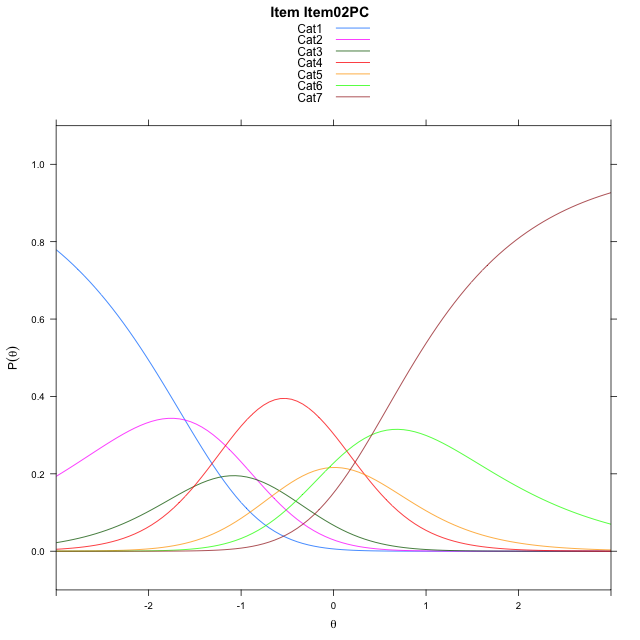 Item Item02PC
Cat1
Cat2
Cat3
Cat4
Cat5
Cat6
Cat7
1.0
0.8
0.6
0.4
0.2
0.0
P(θ)
-2 -1 0 1 2
θ